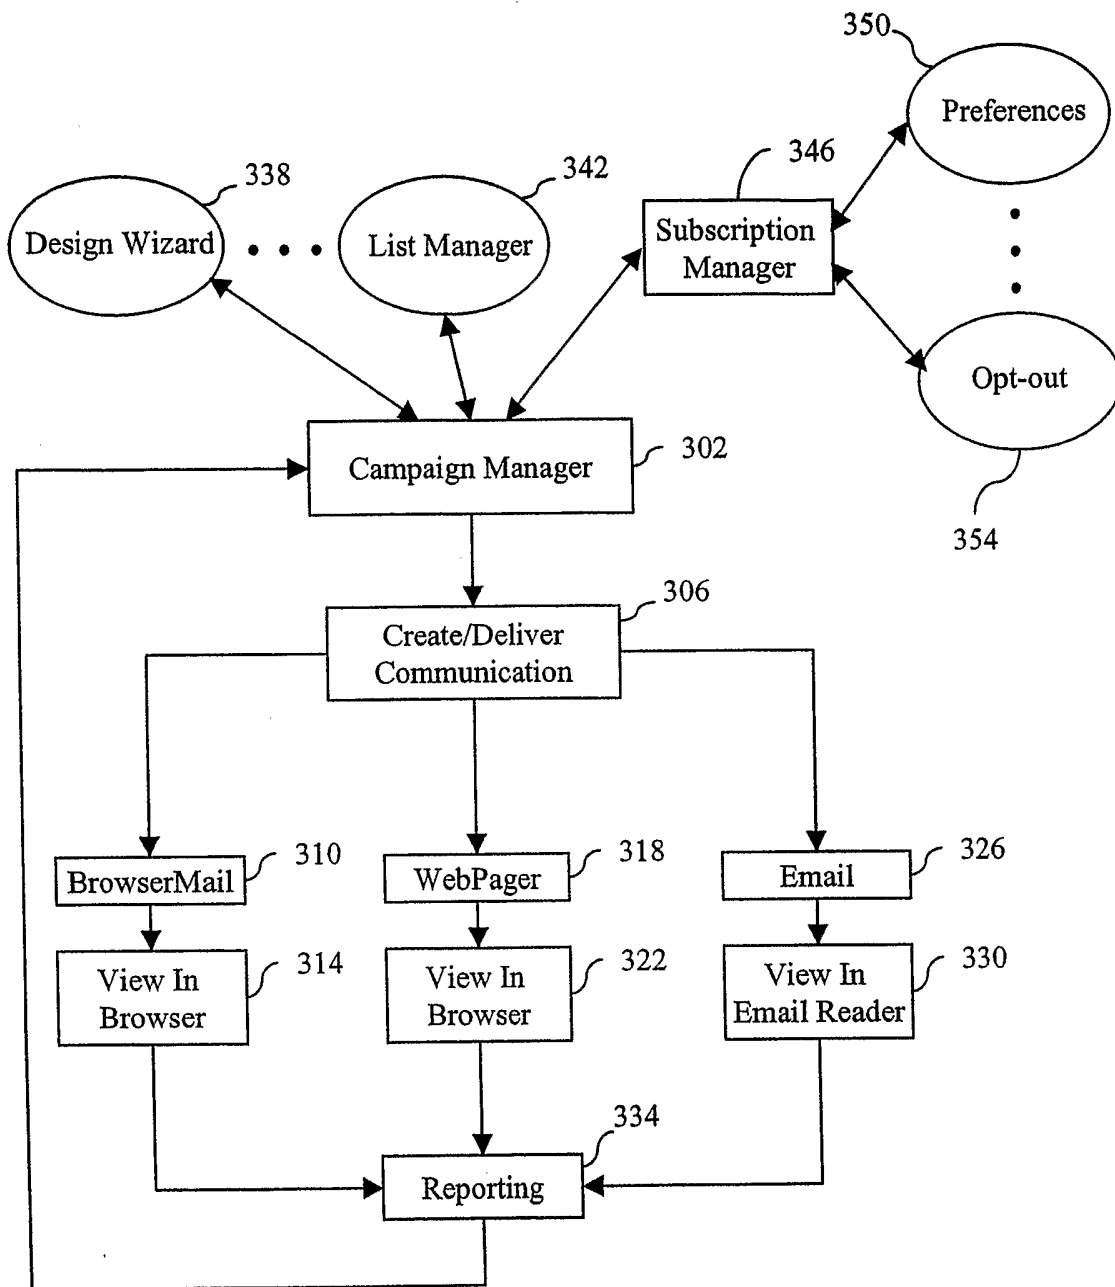 350
Preferences
346
338
342
Design Wizard
List Manager
Subscription
Manager
Opt-out
354
Campaign Manager
302
306
Create/Deliver
Communication
BrowserMail
310
WebPager
318
Email
326
View In
Browser
314
View In
Browser
322
View In
Email Reader
330
334
Reporting